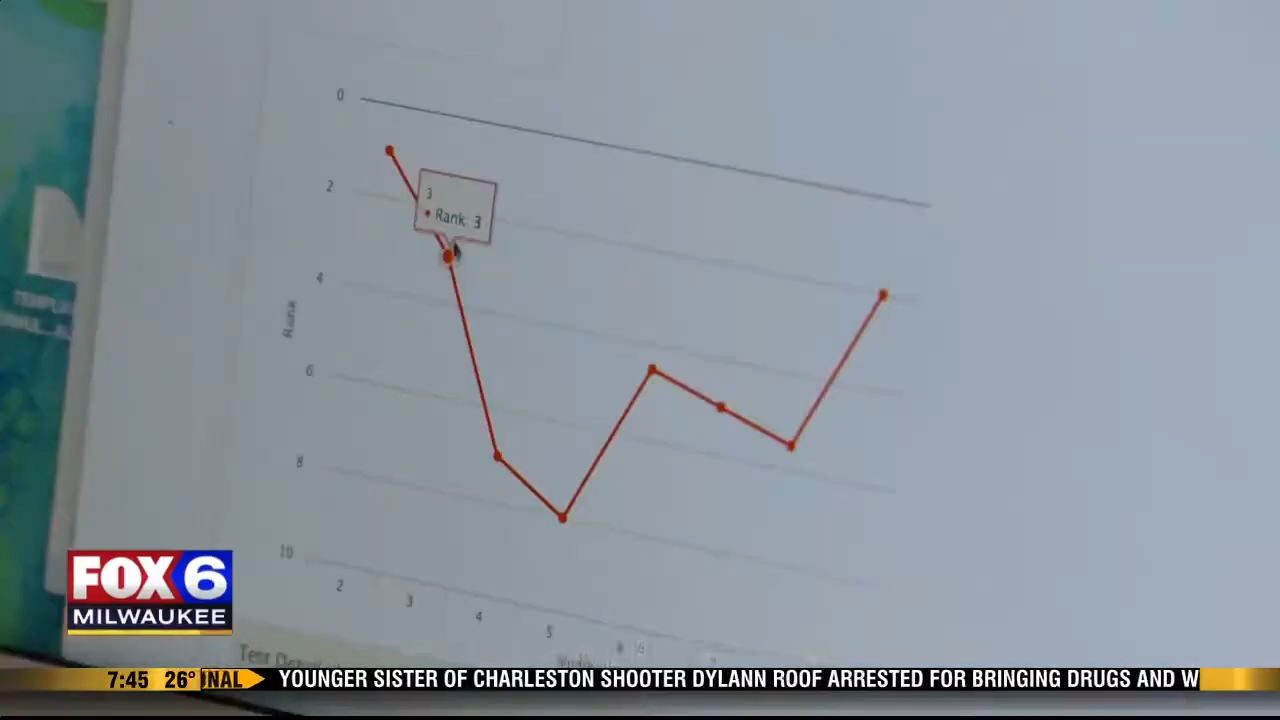 0
2
3
• Rank: 3
4
Rank
6
8
10
2
3
4
5
6
FOX 6
MILWAUKEE
7:45 26° NAL YOUNGER SISTER OF CHARLESTON SHOOTER DYLANN ROOF ARRESTED FOR BRINGING DRUGS AND W